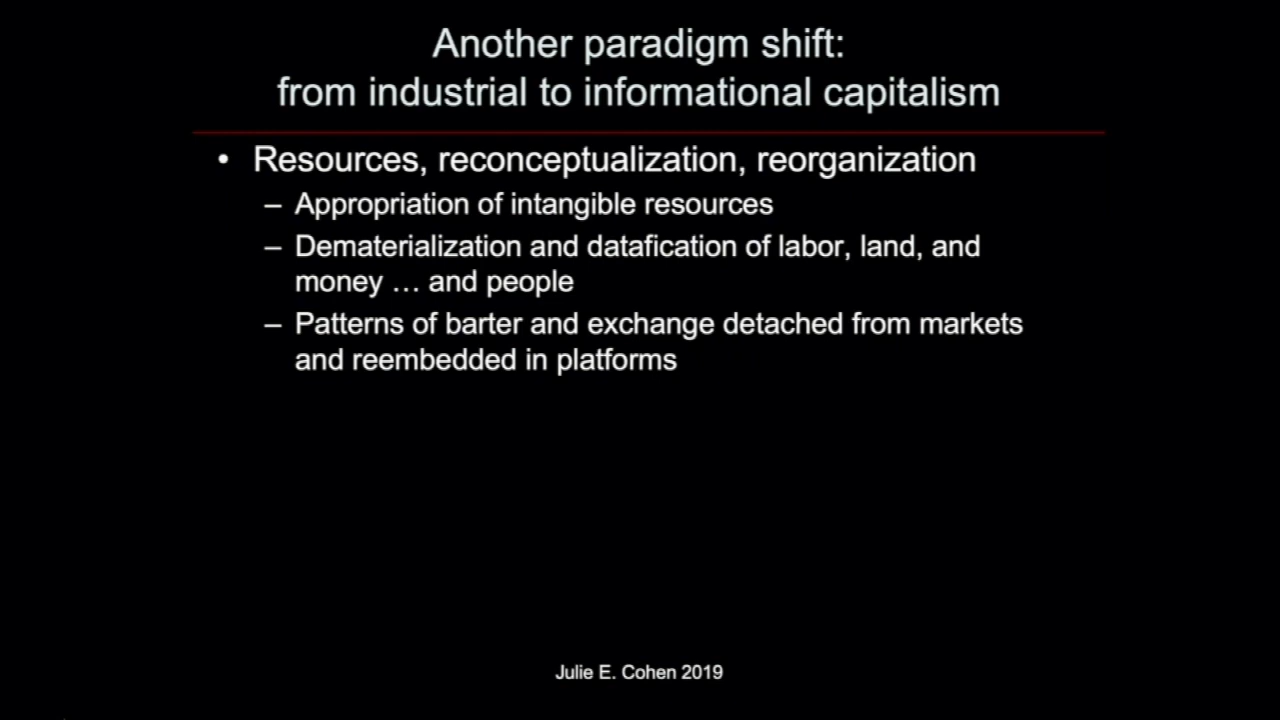 Another paradigm shift:
from industrial to informational capitalism
• Resources, reconceptualization, reorganization
– Appropriation of intangible resources
– Dematerialization and datafication of labor, land, and
money … and people
– Patterns of barter and exchange detached from markets
and reembedded in platforms
Julie E. Cohen 2019